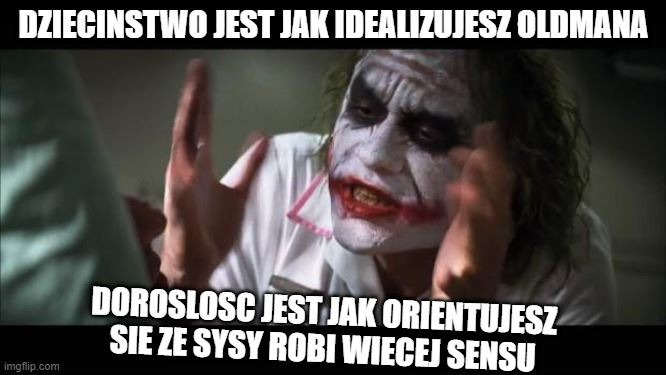 DZIECINSTWO JEST JAK IDEALIZUJESZ OLDMANA
DOROSLOSC JEST JAK ORIENTUJESZ
SIE ZE SYSY ROBI WIECEJ SENSU
imgflip.com